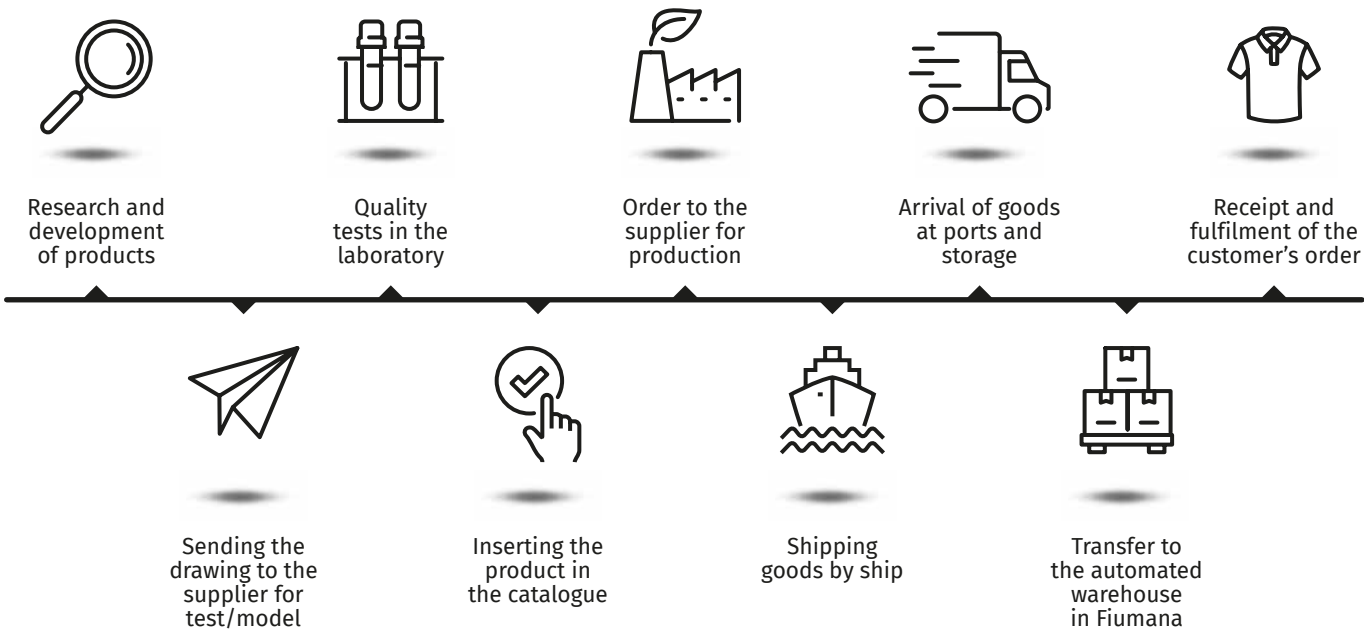 Research and
development
of products
Quality
tests in the
laboratory
Order to the
supplier for
production
Arrival of goods
at ports and
storage
Receipt and
fulfilment of the
customer’s order
Sending the
drawing to the
supplier for
test/model
Inserting the
product in
the catalogue
Shipping
goods by ship
Transfer to
the automated
warehouse
in Fiumana